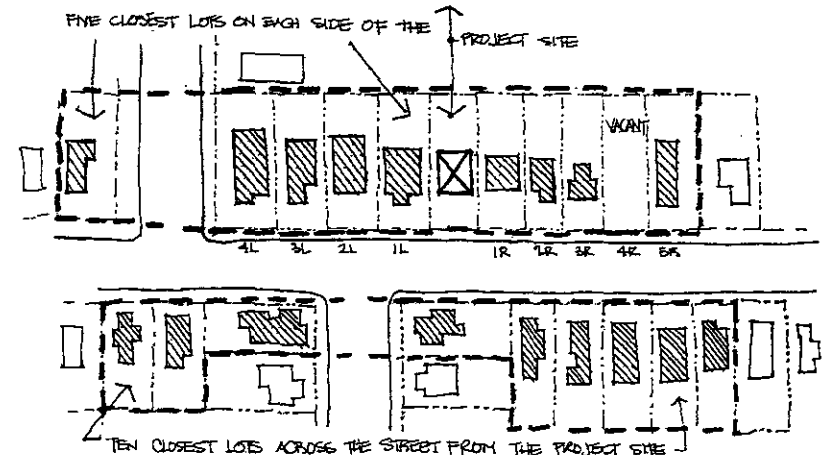 FIVE CLOSEST LOTS ON EACH SIDE OF THE
PROJECT SITE
VACANT
4L 3L 2L 1L 1R 2R 3R 4R 5R
TEN CLOSEST LOTS ACROSS THE STREET FROM THE PROJECT SITE